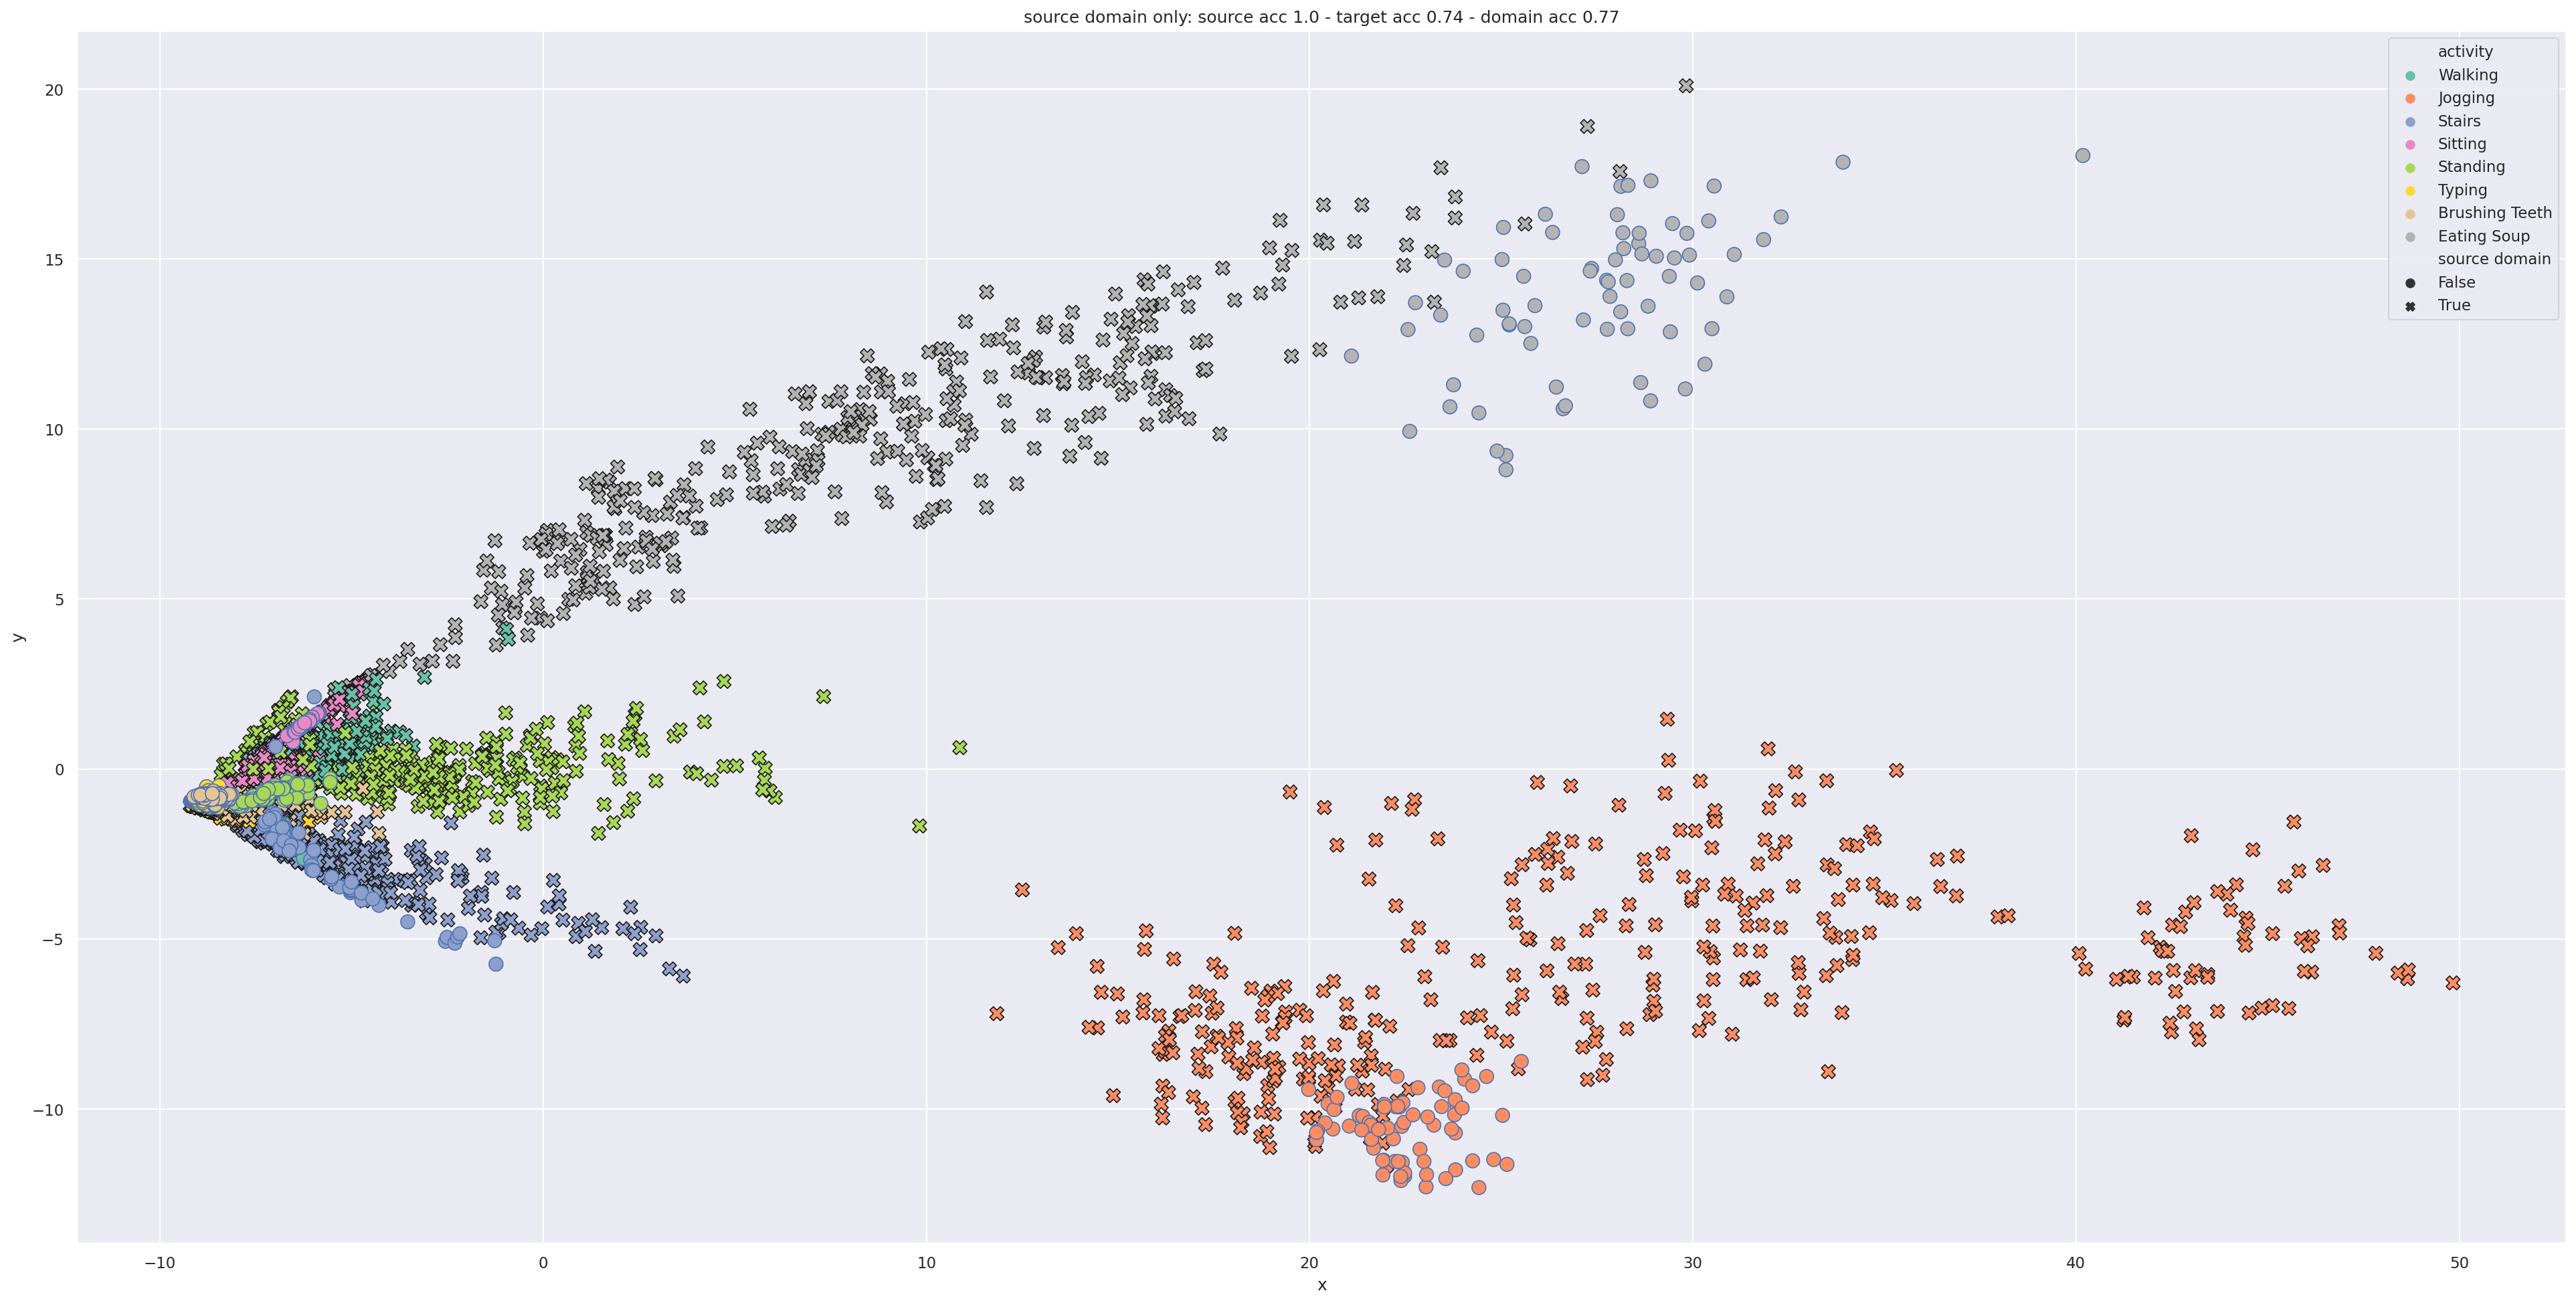 source domain only: source acc 1.0 - target acc 0.74 - domain acc 0.77
activity
Walking
Jogging
Stairs
Sitting
Standing
Typing
Brushing Teeth
Eating Soup
source domain
False
True
20
15
10
5
0
−5
−10
y
−10 0 10 20 30 40 50
x